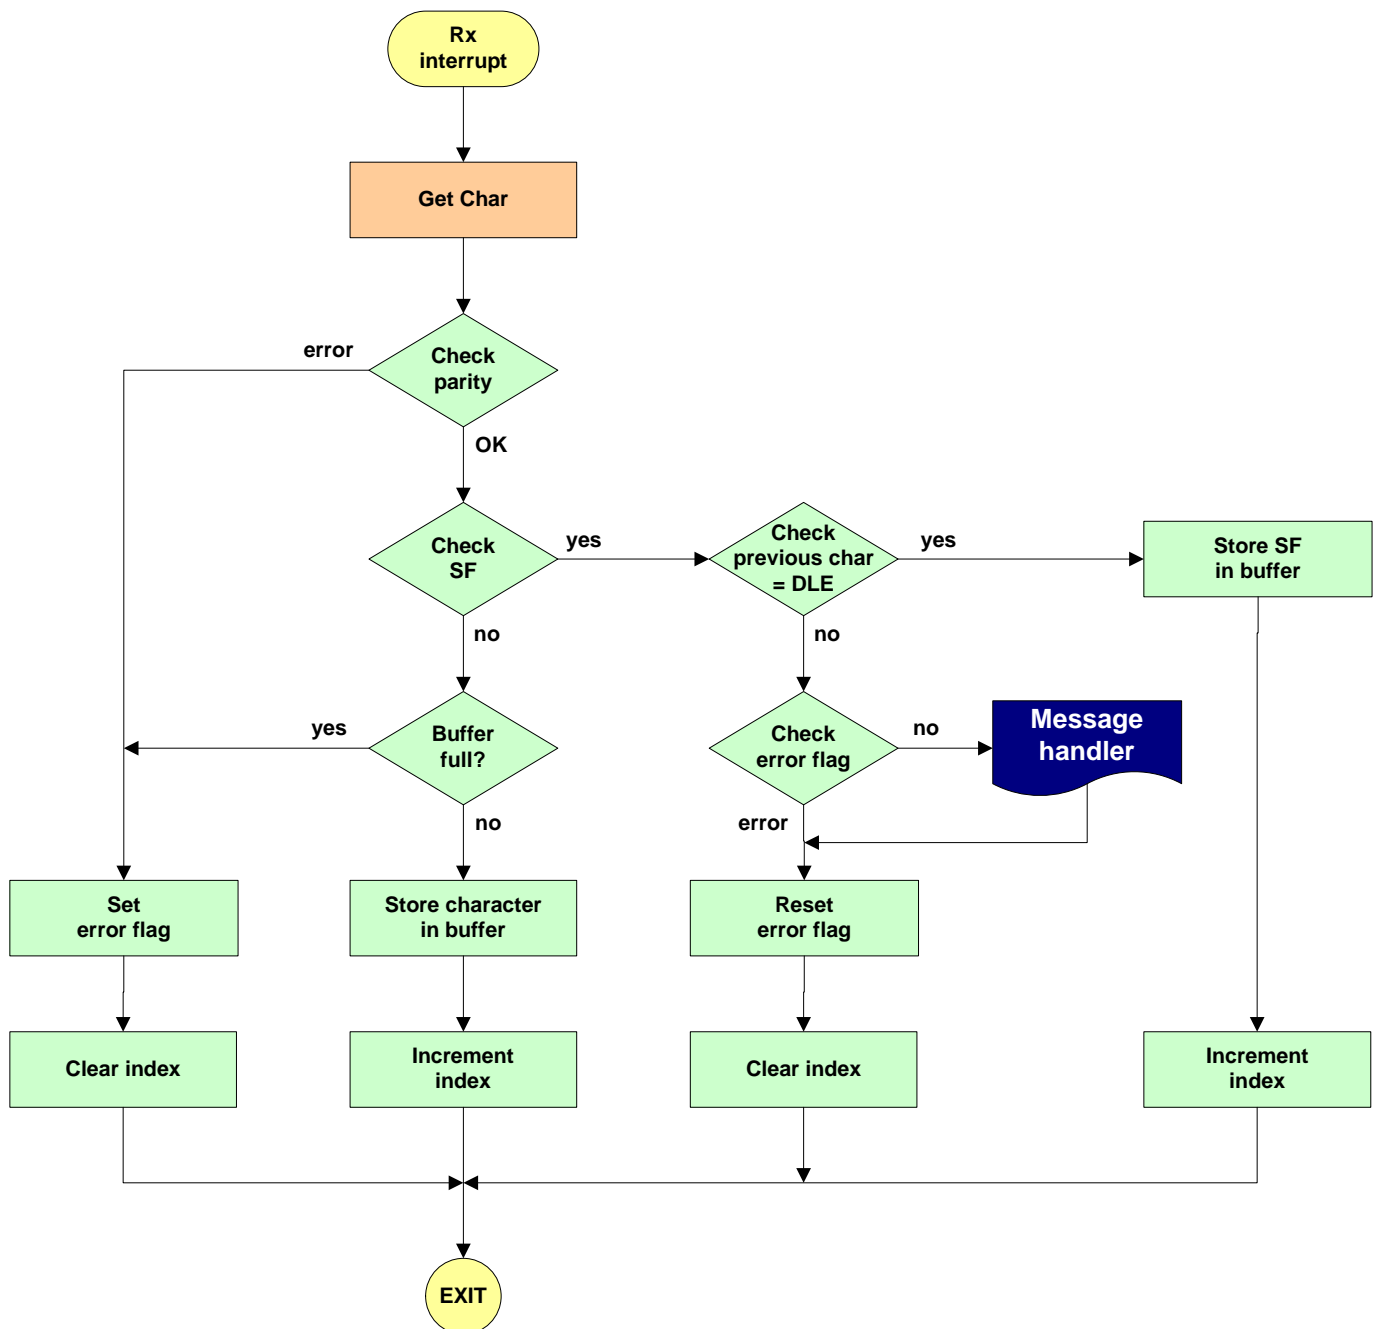 Rx
interrupt
Get Char
error
Check
parity
OK
Check
SF
yes
Check
previous char
= DLE
yes
Store SF
in buffer
no
no
yes
Buffer
full?
Check
error flag
no
Message
handler
no
error
Set
error flag
Store character
in buffer
Reset
error flag
Clear index
Increment
index
Clear index
Increment
index
EXIT